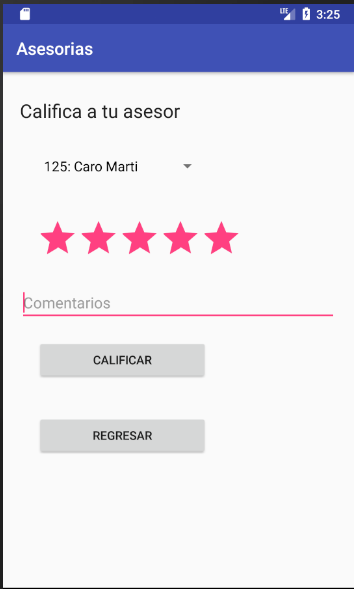 LTE 3:25
Asesorias
Califica a tu asesor
125: Caro Marti
Comentarios
CALIFICAR
REGRESAR